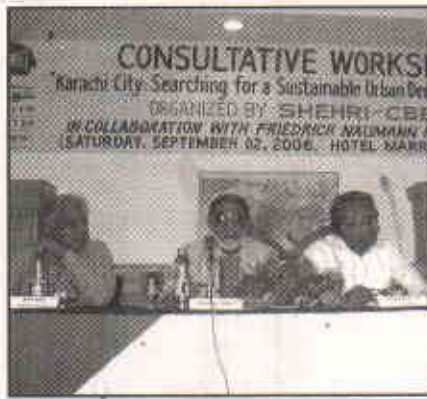 CONSULTATIVE WORKS
"Karachi City: Searching for a Sustainable Urban De
ORGANIZED BY SHEHRI-CBE
IN COLLABORATION WITH FRIEDRICH NAUMANN
(SATURDAY, SEPTEMBER 02, 2006. HOTEL MARR